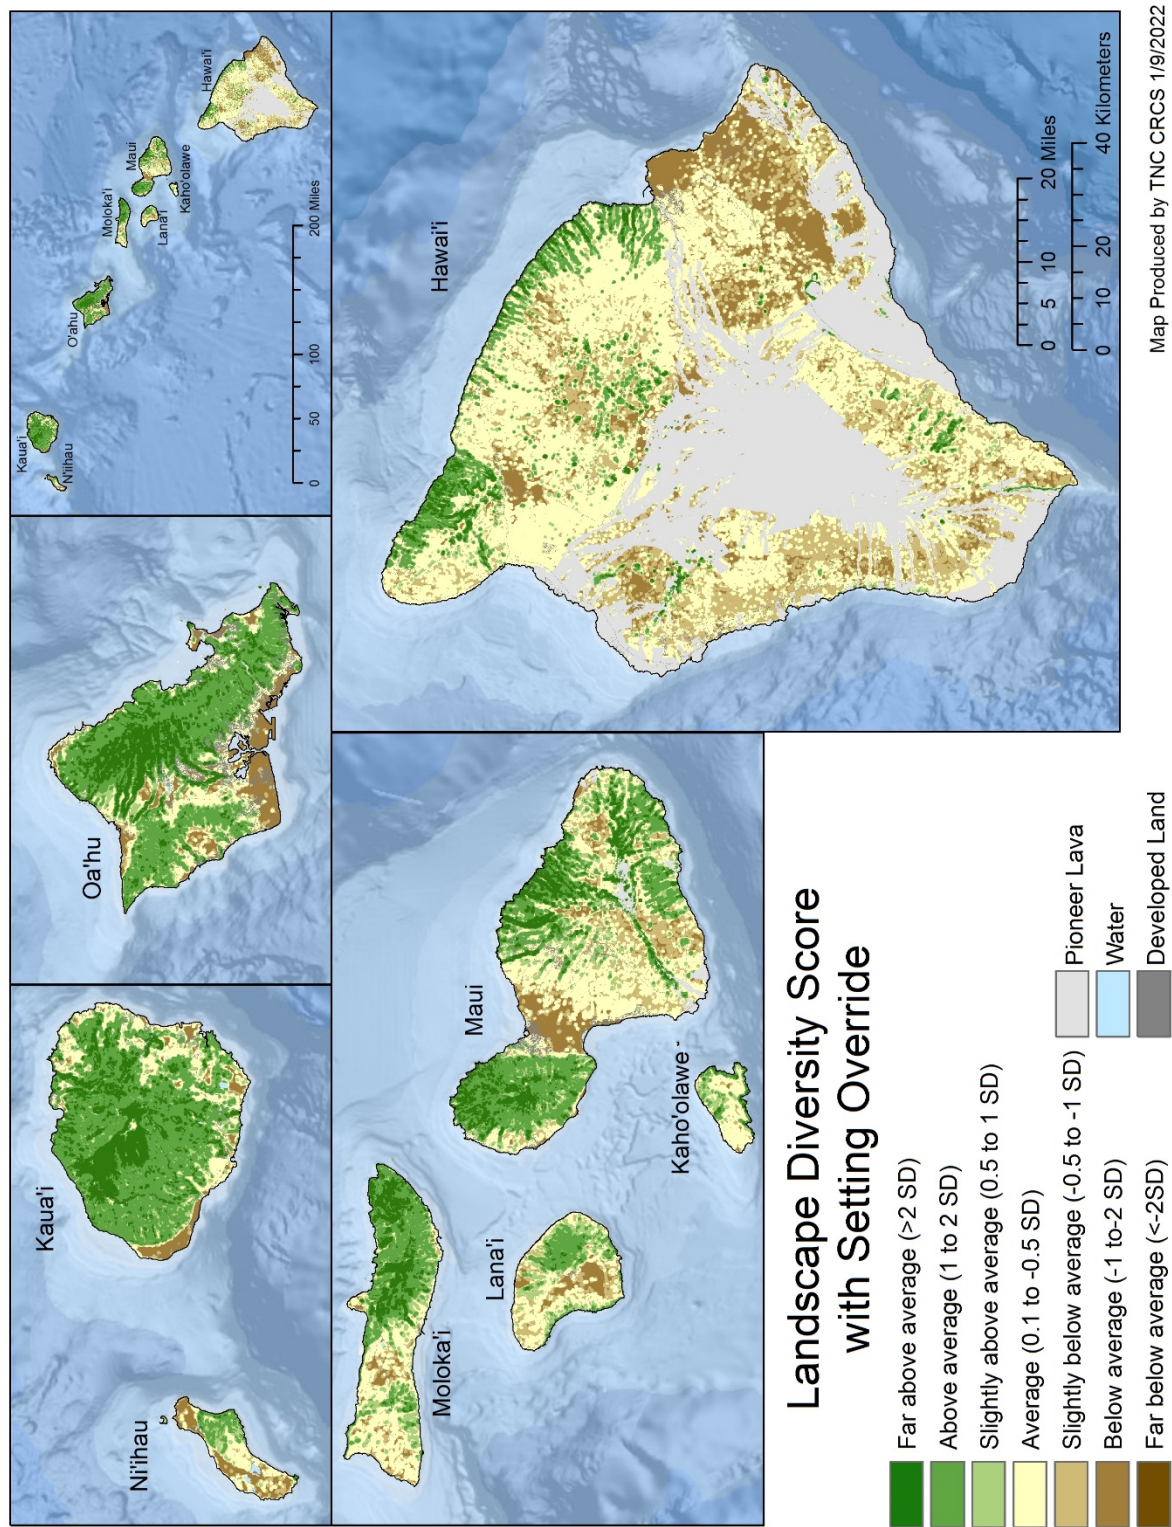 Kaua'i
Ni'ihau
Oa'hu
Kaua'i
N'iihau
O'ahu
Moloka'i
Maui
Lana'i
Kaho'olawe
Hawai'i
0 50 100 200 Miles
Moloka'i
Maui
Lana'i
Kaho'olawe
Hawai'i
0 5 10 20 Miles
0 10 20 40 Kilometers
Landscape Diversity Score
with Setting Override
Far above average (>2 SD)
Above average (1 to 2 SD)
Slightly above average (0.5 to 1 SD)
Average (0.1 to -0.5 SD)
Slightly below average (-0.5 to -1 SD)
Below average (-1 to-2 SD)
Far below average (<-2SD)
Pioneer Lava
Water
Developed Land
Map Produced by TNC CRCS 1/9/2022